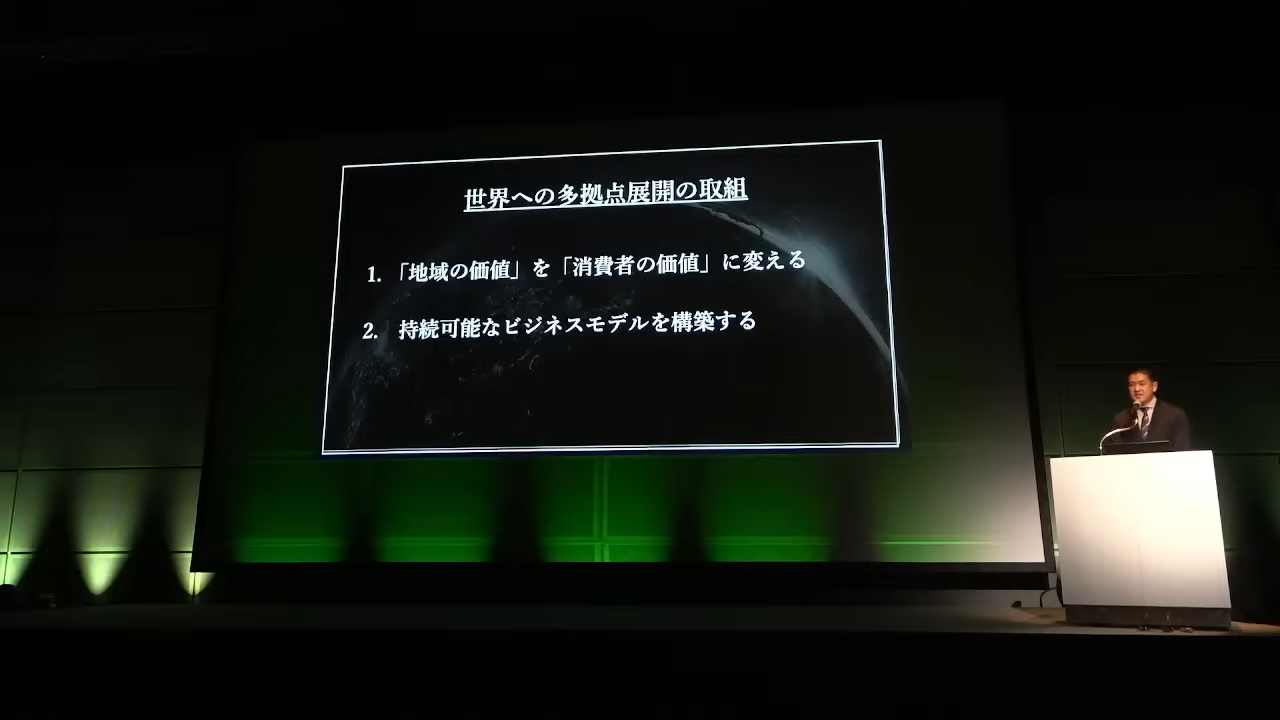 世界への多拠点展開の取組
1. 「地域の価値」を「消費者の価値」に変える
2. 持続可能なビジネスモデルを構築する